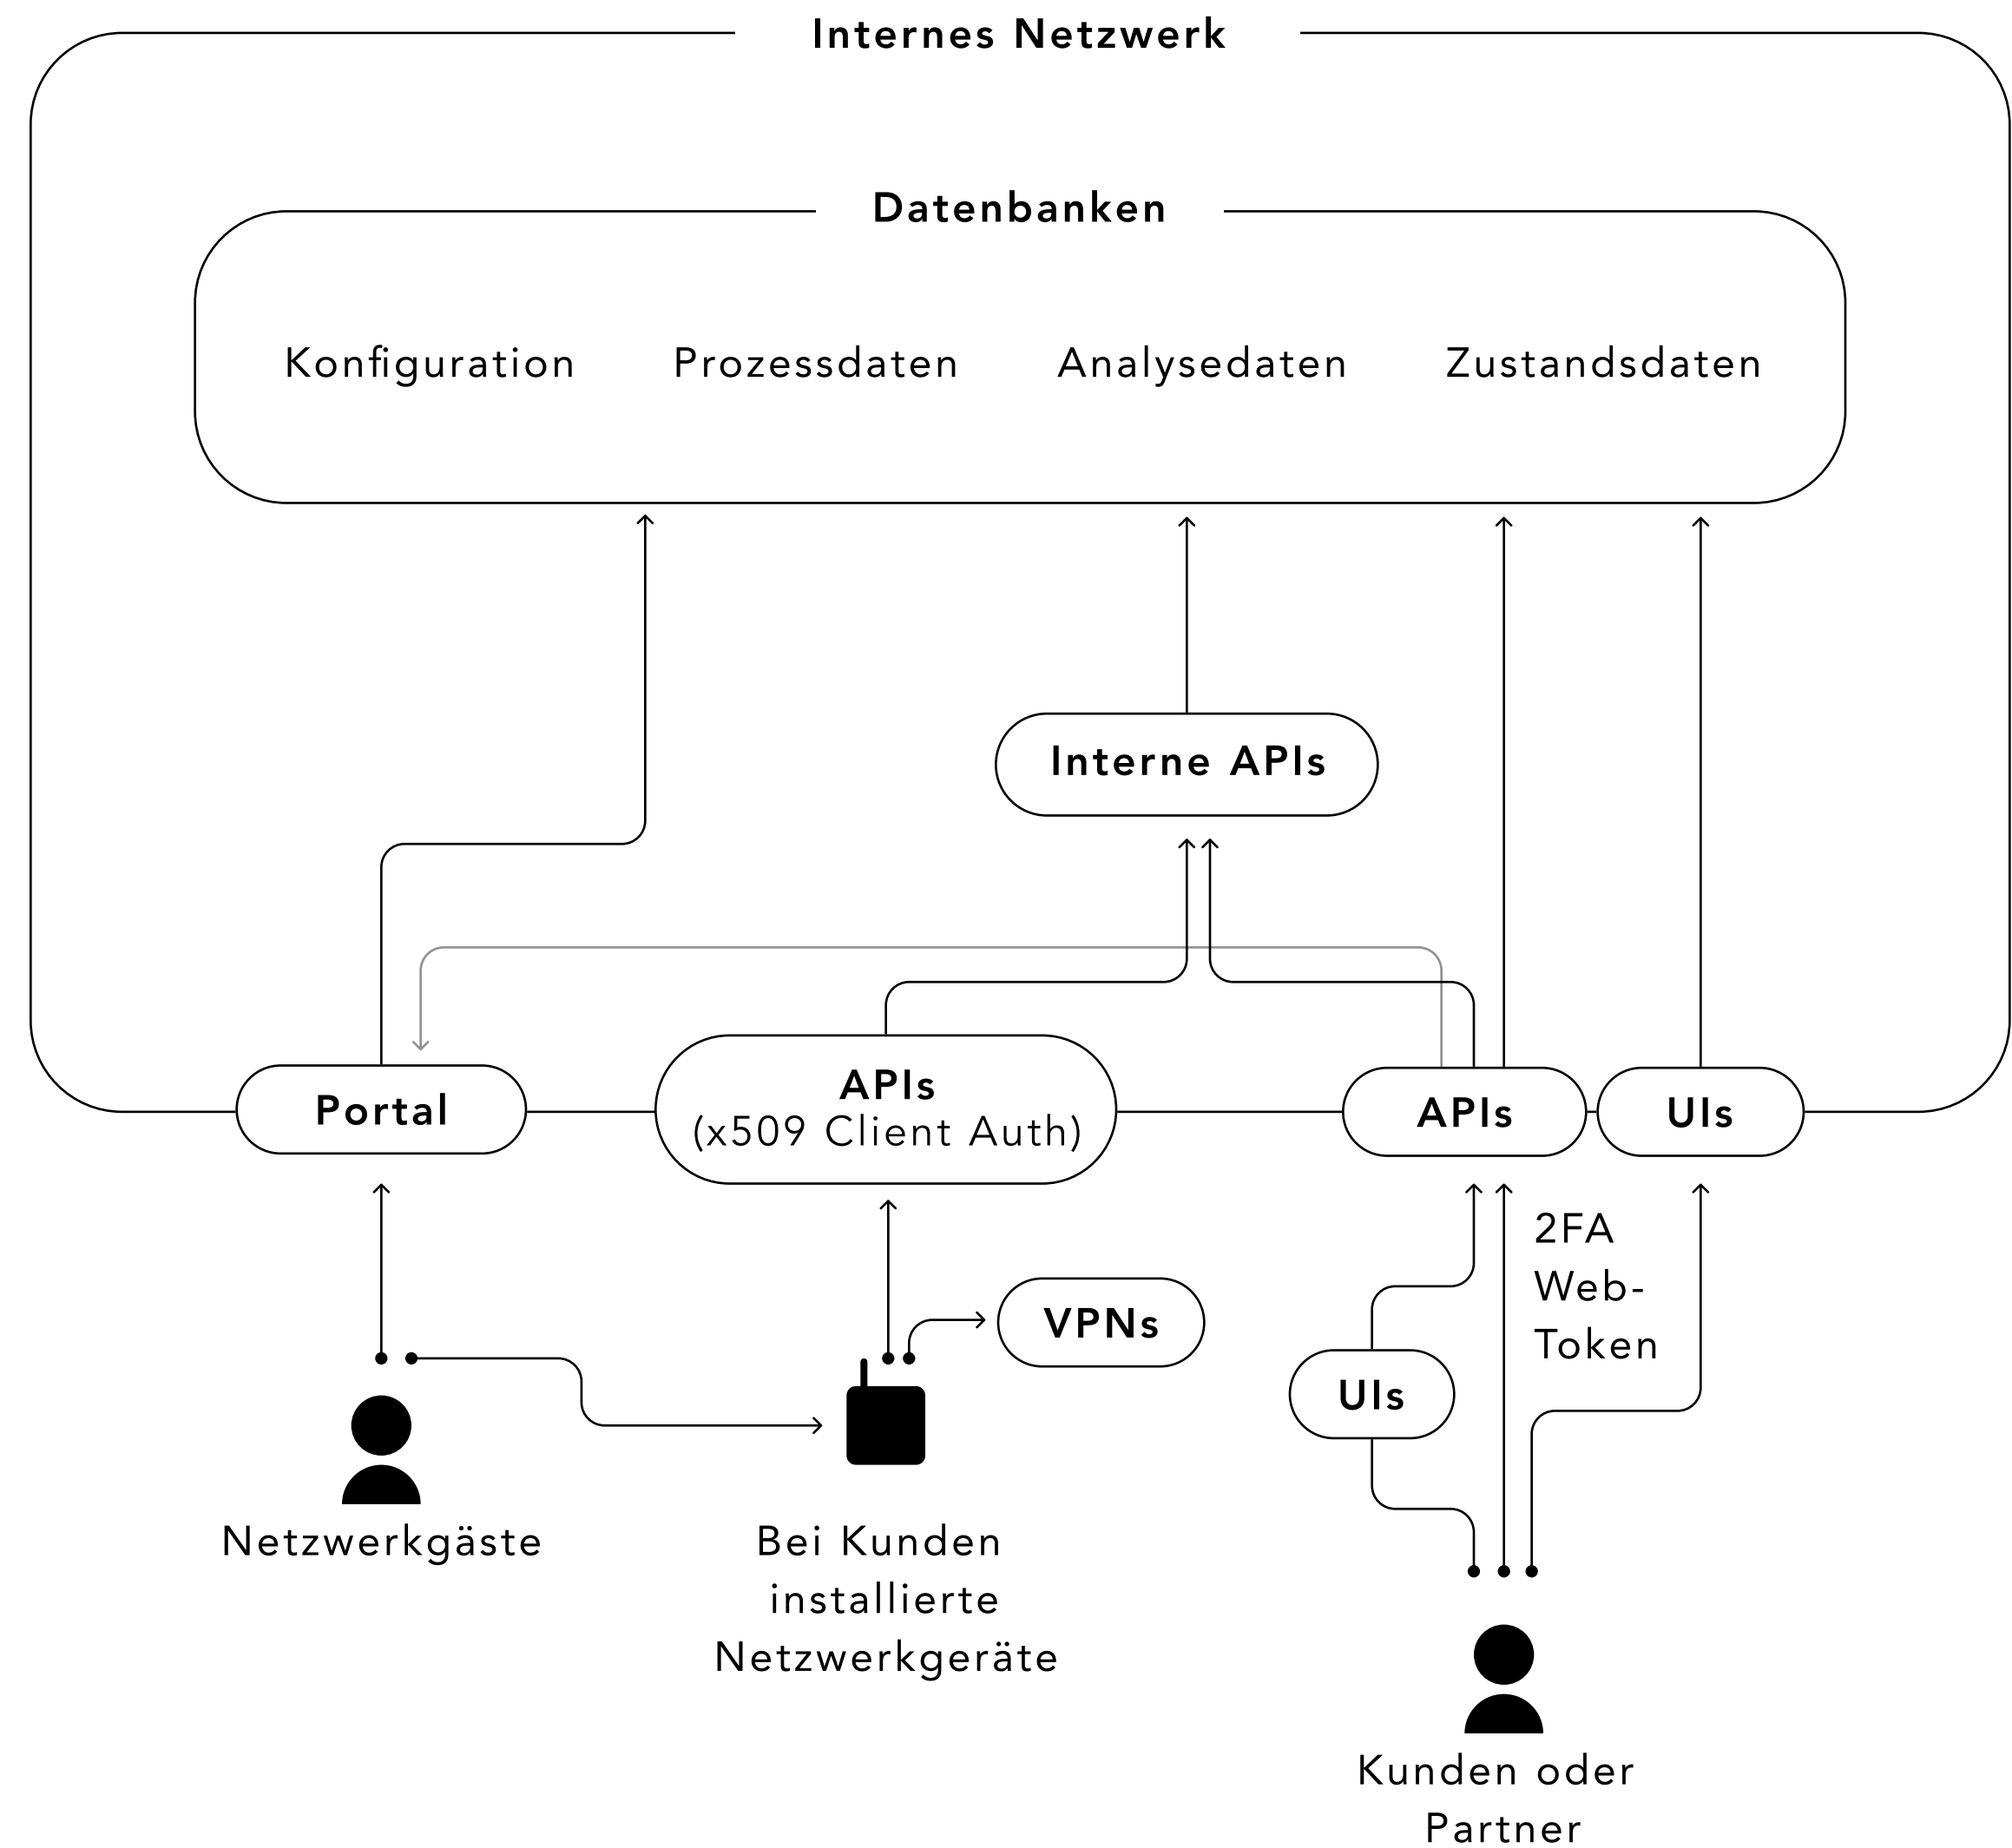 Internes Netzwerk
Datenbanken
Konfiguration
Prozessdaten
Analysedaten
Zustandsdaten
Interne APIs
Portal
APIs
(x509 Client Auth)
APIs
UIs
2FA
Web-
Token
VPNs
UIs
Netzwerkgäste
Bei Kunden
installierte
Netzwerkgeräte
Kunden oder
Partner